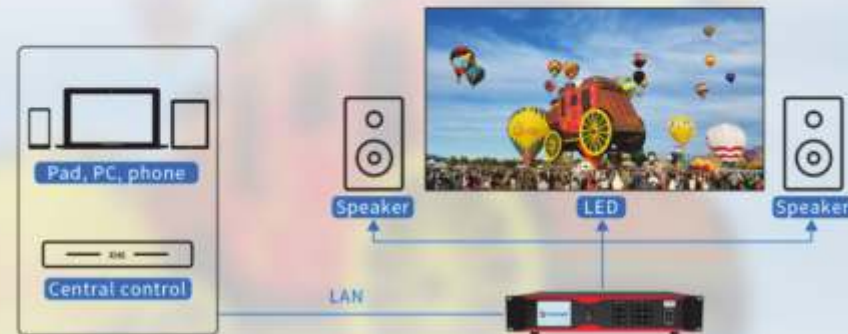 Pad, PC, phone
Speaker
LED
Speaker
Central control
LAN